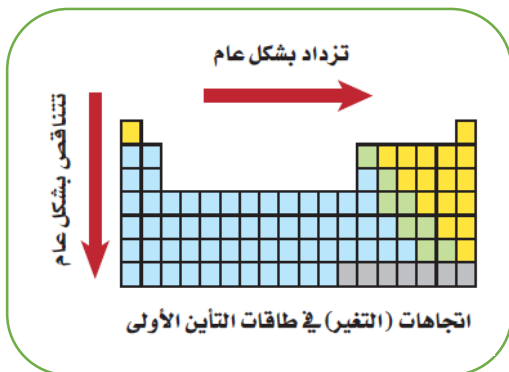 تزداد بشكل عام
تتناقص بشكل عام
اتجاهات (التغير) في طاقات التأين الأولى